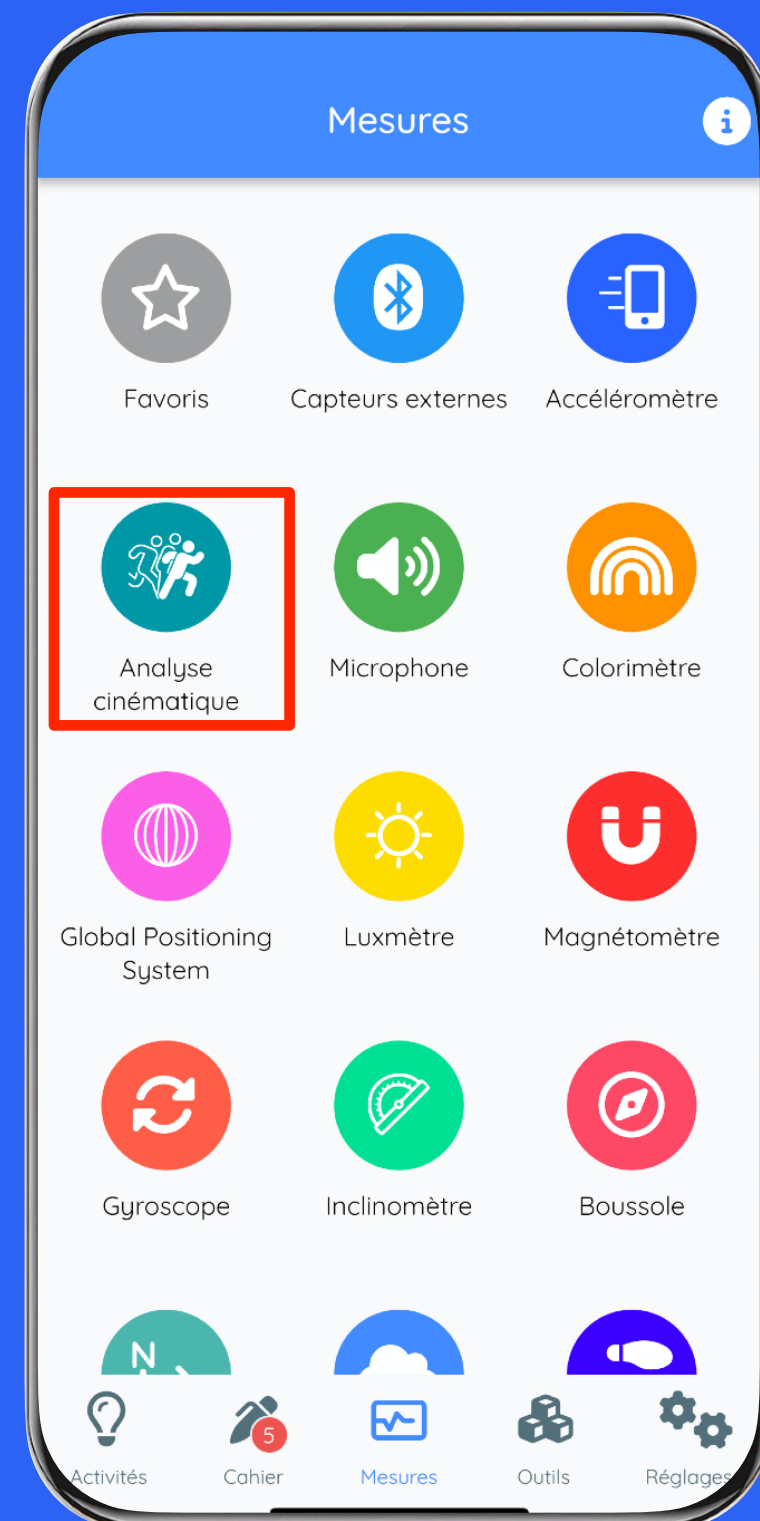 Mesures
i
Favoris
Capteurs externes
Accéléromètre
Analyse
cinématique
Microphone
Colorimètre
Global Positioning
System
Luxmètre
Magnétomètre
Gyroscope
Inclinomètre
Boussole
N
5
Activités
Cahier
Mesures
Outils
Réglages